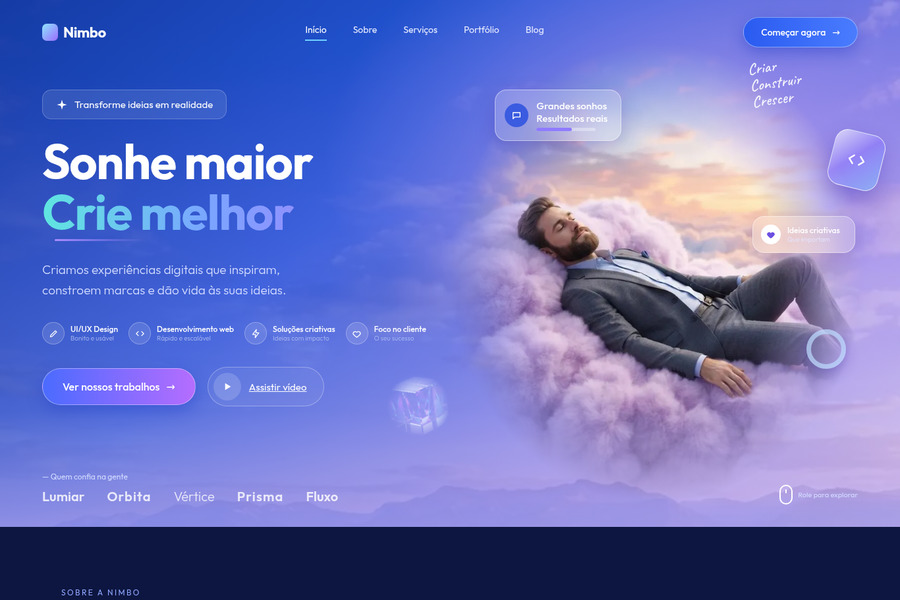 Nimbo
Início
Sobre
Serviços
Portfólio
Blog
Começar agora →
Criar
Construir
Crescer
Transforme ideias em realidade
Grandes sonhos
Resultados reais
Sonhe maior
Crie melhor
Ideias criativas
Que importam
Criamos experiências digitais que inspiram,
constroem marcas e dão vida às suas ideias.
UI/UX Design
Bonito e usável
Desenvolvimento web
Rápido e escalável
Soluções criativas
Ideias com impacto
Foco no cliente
O seu sucesso
Ver nossos trabalhos →
Assistir vídeo
— Quem confia na gente
Lumiar
Orbita
Vértice
Prisma
Fluxo
Role para explorar
SOBRE A NIMBO